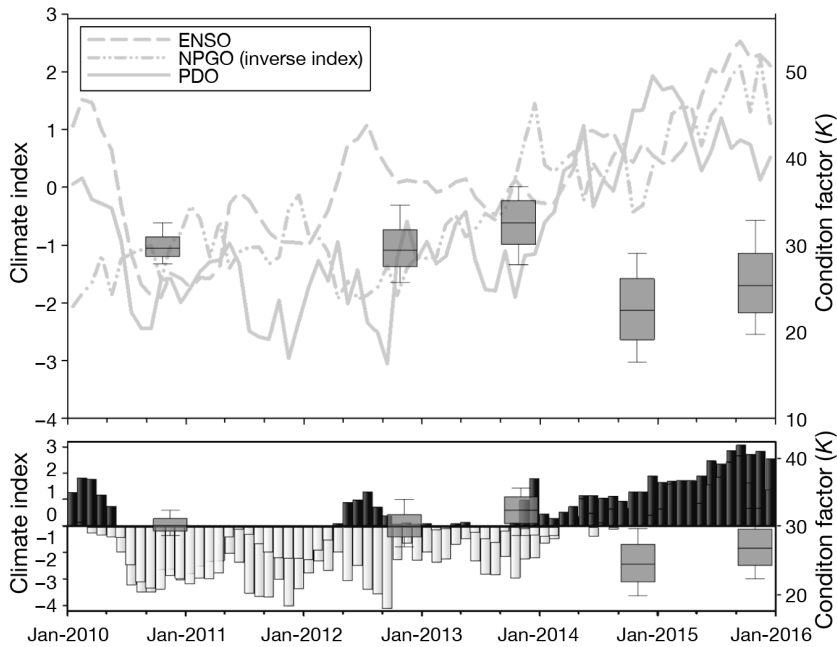 3
2
1
0
−1
−2
−3
−4
Climate index
ENSO
NPGO (inverse index)
PDO
50
40
30
20
10
Conditon factor (K)
3
2
1
0
−1
−2
−3
−4
Climate index
40
30
20
Conditon factor (K)
Jan-2010
Jan-2011
Jan-2012
Jan-2013
Jan-2014
Jan-2015
Jan-2016